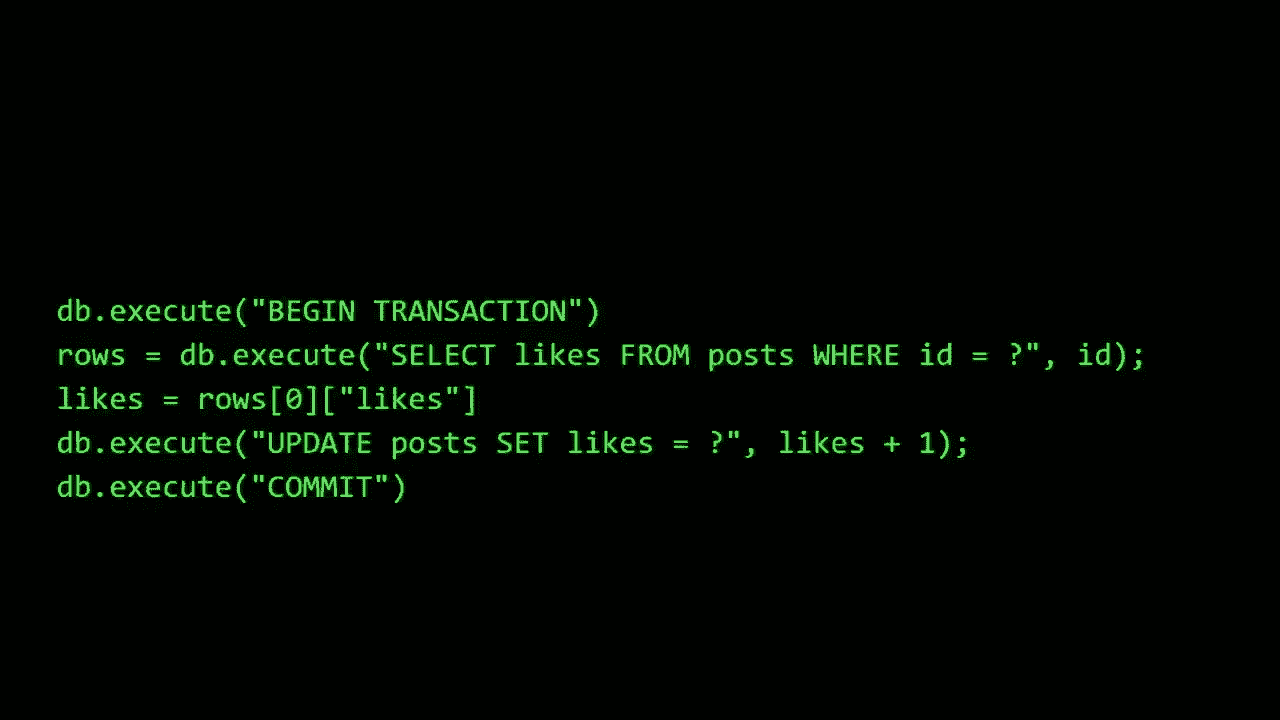 db.execute("BEGIN TRANSACTION")
rows = db.execute("SELECT likes FROM posts WHERE id = ?", id);
likes = rows[0]["likes"]
db.execute("UPDATE posts SET likes = ?", likes + 1);
db.execute("COMMIT")